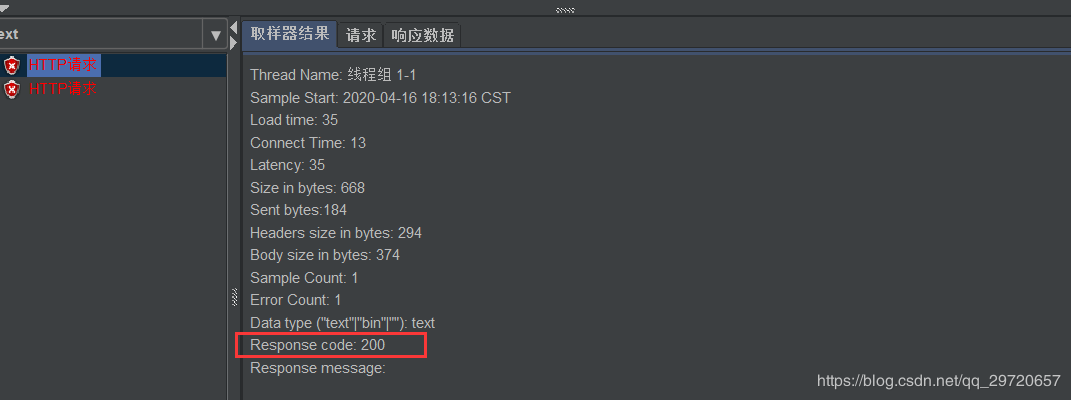 ext
HTTP请求
HTTP请求
取样器结果 请求 响应数据
Thread Name: 线程组 1-1
Sample Start: 2020-04-16 18:13:16 CST
Load time: 35
Connect Time: 13
Latency: 35
Size in bytes: 668
Sent bytes:184
Headers size in bytes: 294
Body size in bytes: 374
Sample Count: 1
Error Count: 1
Data type ("text"|"bin"|""): text
Response code: 200
Response message:
https://blog.csdn.net/qq_29720657